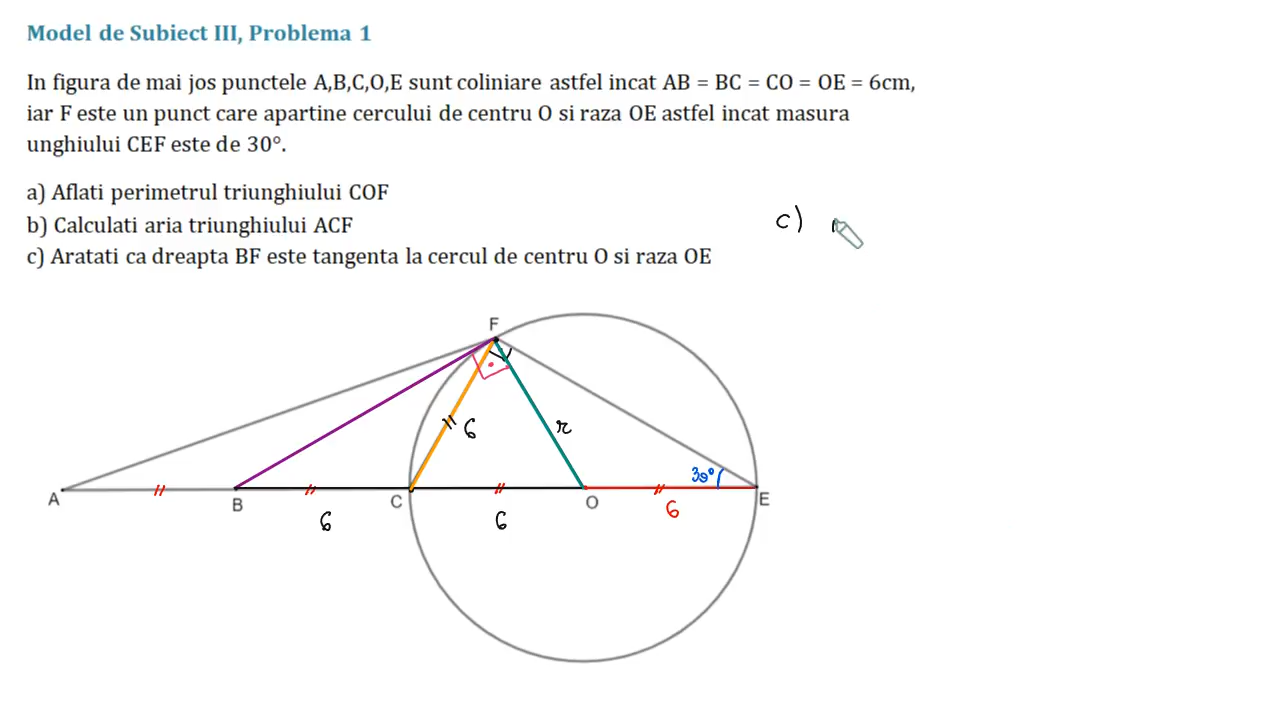 Model de Subiect III, Problema 1
In figura de mai jos punctele A,B,C,O,E sunt coliniare astfel incat AB = BC = CO = OE = 6cm,
iar F este un punct care apartine cercului de centru O si raza OE astfel incat masura
unghiului CEF este de 30°.
a) Aflati perimetrul triunghiului COF
b) Calculati aria triunghiului ACF
c) Aratati ca dreapta BF este tangenta la cercul de centru O si raza OE
c)
F
6
r
30°
A
B
C
O
E
6
6
6